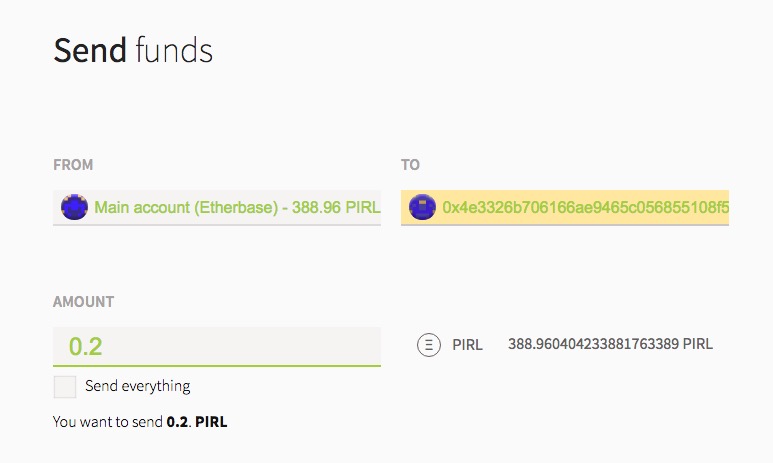 Send funds
FROM
TO
Main account (Etherbase) - 388.96 PIRL
0x4e3326b706166ae9465c056855108f5
AMOUNT
0.2
Ξ PIRL 388.960404233881763389 PIRL
Send everything
You want to send 0.2. PIRL